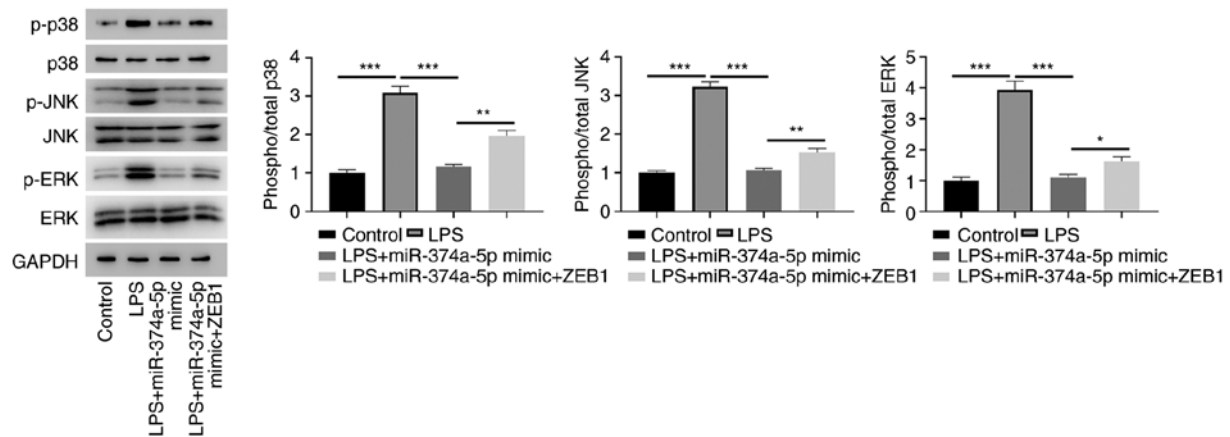 p-p38
p38
p-JNK
JNK
p-ERK
ERK
GAPDH
Control
LPS
LPS+miR-374a-5p
mimic
LPS+miR-374a-5p
mimic+ZEB1
Phospho/total p38
4
3
2
1
0
*** ***
**
Control LPS
LPS+miR-374a-5p mimic
LPS+miR-374a-5p mimic+ZEB1
Phospho/total JNK
4
3
2
1
0
*** ***
**
Control LPS
LPS+miR-374a-5p mimic
LPS+miR-374a-5p mimic+ZEB1
Phospho/total ERK
5
4
3
2
1
0
*** ***
*
Control LPS
LPS+miR-374a-5p mimic
LPS+miR-374a-5p mimic+ZEB1